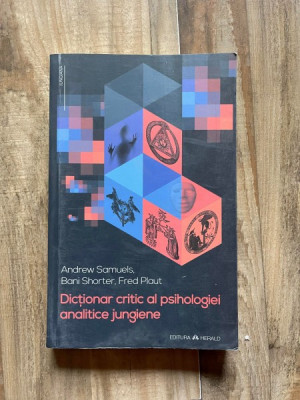 Andrew Samuels,
Bani Shorter, Fred Plaut
Dicționar critic al psihologiei
analitice jungiene
EDITURA HERALD